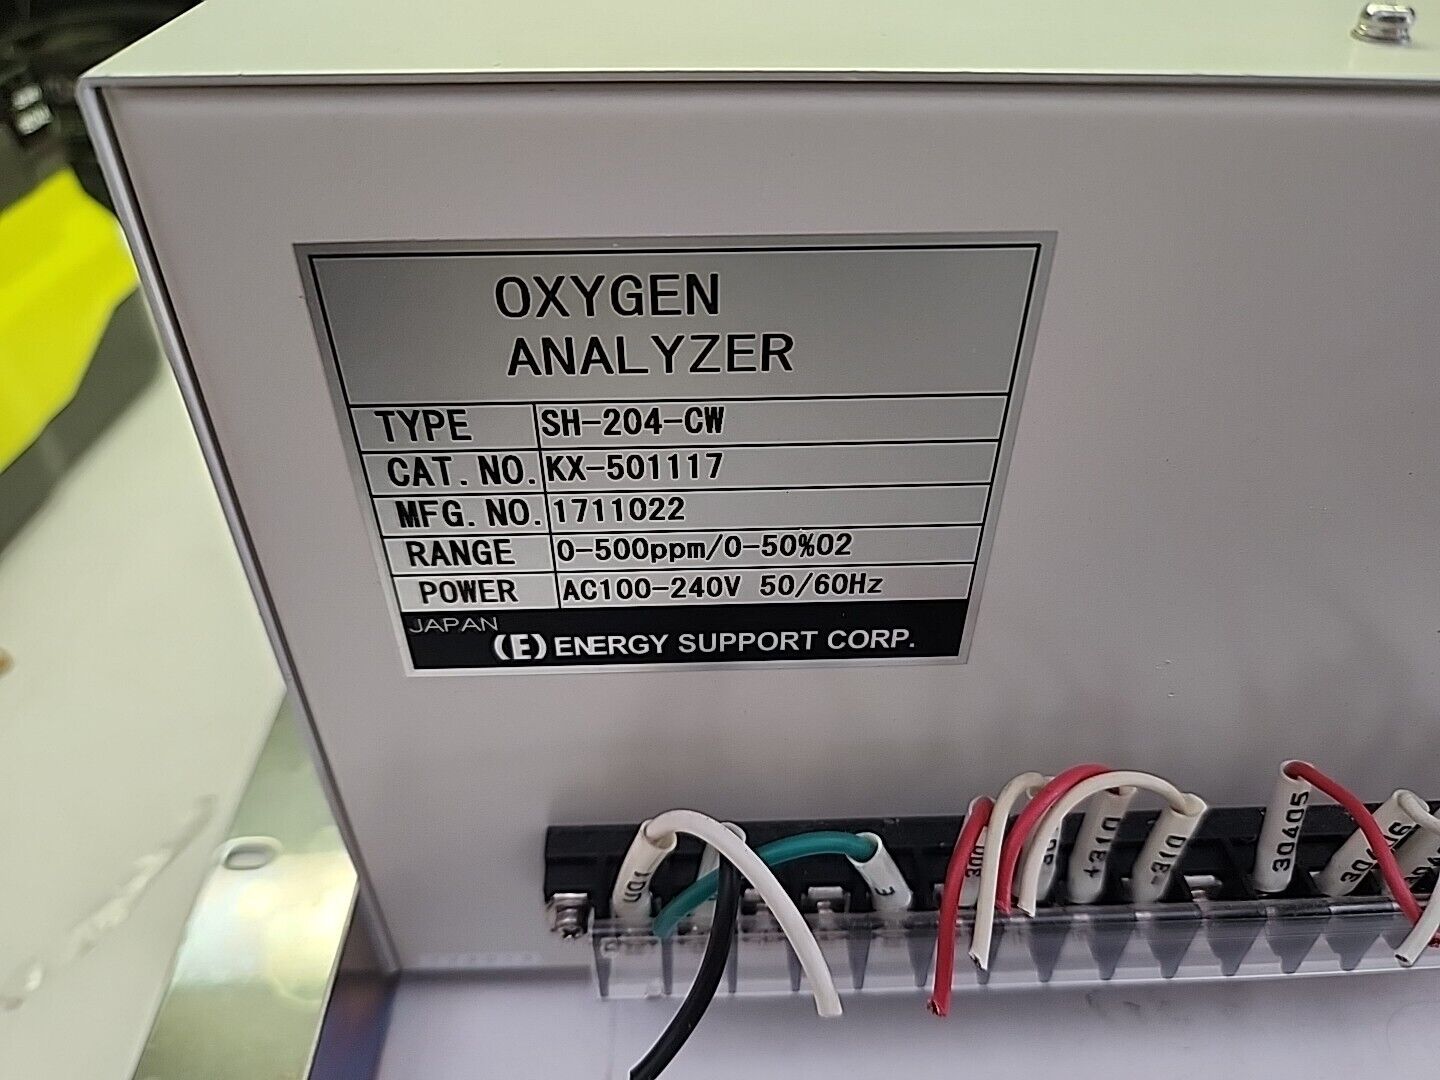 OXYGEN
ANALYZER
TYPE SH-204-CW
CAT. NO. KX-501117
MFG. NO. 1711022
RANGE 0-500ppm/0-50%O2
POWER AC100-240V 50/60Hz
JAPAN
(E) ENERGY SUPPORT CORP.
E